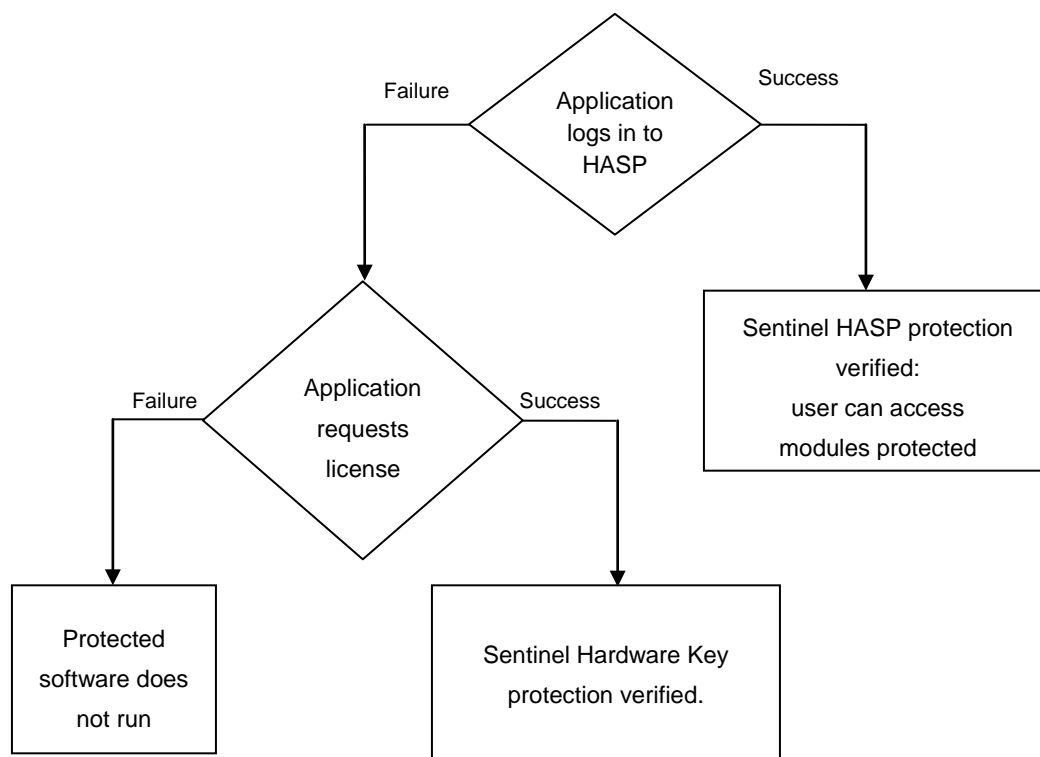 Failure
Success
Application
logs in to
HASP
Sentinel HASP protection
verified:
user can access
modules protected
Failure
Success
Application
requests
license
Protected
software does
not run
Sentinel Hardware Key
protection verified.